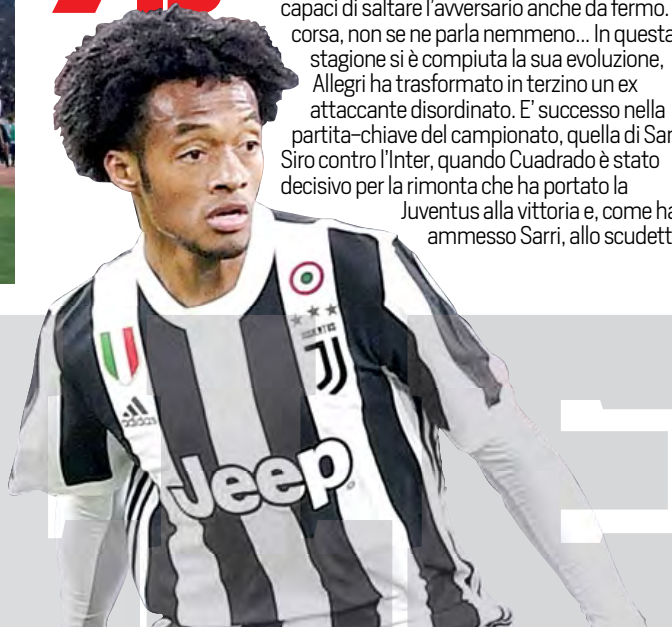 capaci di saltare l'avversario anche da fermo.
corsa, non se ne parla nemmeno... In questa
stagione si è compiuta la sua evoluzione,
Allegri ha trasformato in terzino un ex
attaccante disordinato. E' successo nella
partita-chiave del campionato, quella di San
Siro contro l'Inter, quando Cuadrado è stato
decisivo per la rimonta che ha portato la
Juventus alla vittoria e, come ha
ammesso Sarri, allo scudett
JUVENTUS
adidas
Jeep